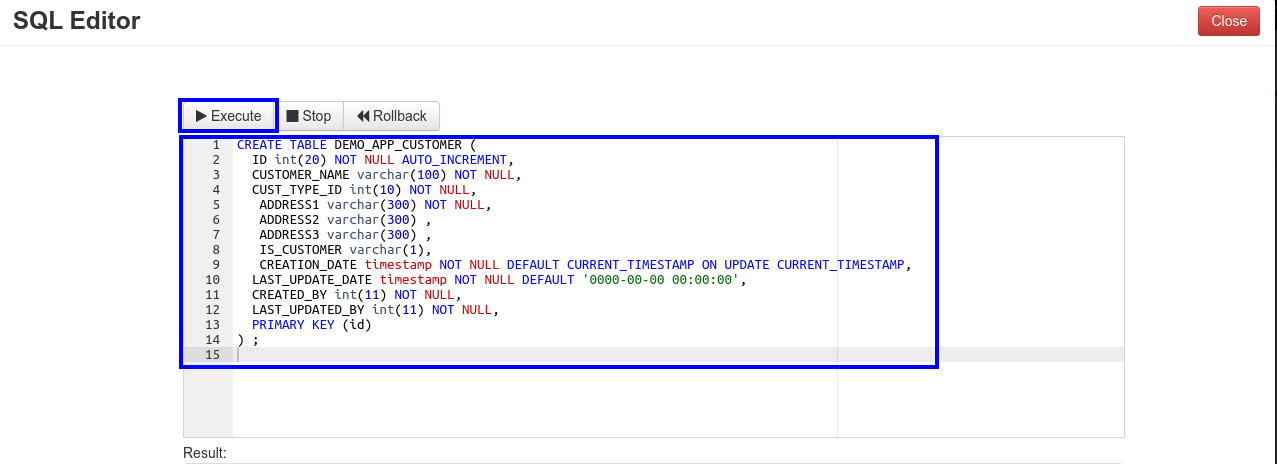 SQL Editor
Close
Execute Stop Rollback
1 CREATE TABLE DEMO_APP_CUSTOMER (
2 ID int(20) NOT NULL AUTO_INCREMENT,
3 CUSTOMER_NAME varchar(100) NOT NULL,
4 CUST_TYPE_ID int(10) NOT NULL,
5 ADDRESS1 varchar(300) NOT NULL,
6 ADDRESS2 varchar(300) ,
7 ADDRESS3 varchar(300) ,
8 IS_CUSTOMER varchar(1),
9 CREATION_DATE timestamp NOT NULL DEFAULT CURRENT_TIMESTAMP ON UPDATE CURRENT_TIMESTAMP,
10 LAST_UPDATE_DATE timestamp NOT NULL DEFAULT '0000-00-00 00:00:00',
11 CREATED_BY int(11) NOT NULL,
12 LAST_UPDATED_BY int(11) NOT NULL,
13 PRIMARY KEY (id)
14 ) ;
15
Result: